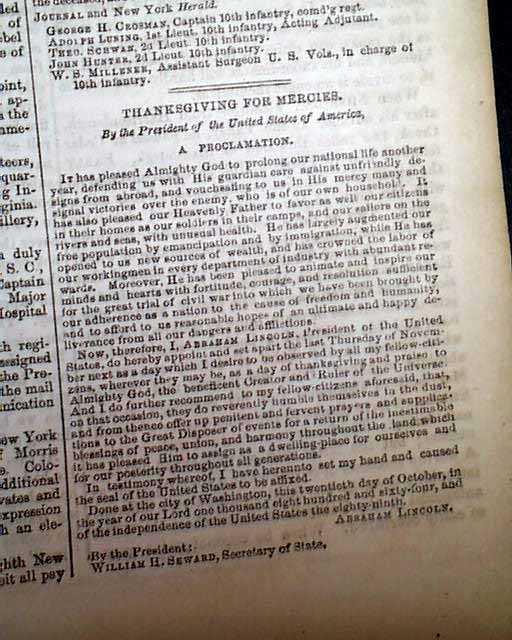 the deceased, and
JOURNAL and New York Herald.
GEORGE H. CROSMAN, Captain 10th infantry, comd'g regt.
ADOLPH LUNING, 1st Lieut. 10th infantry, Acting Adjutant.
THEO. SCHWAN, 2d Lieut. 10th infantry.
JOHN HUSTER, 2d Lieut. 10th infantry.
W. S. MILLENER, Assistant Surgeon U. S. Vols., in charge of
10th infantry.
THANKSGIVING FOR MERCIES.
By the President of the United States of America,
A PROCLAMATION.
IT has pleased Almighty God to prolong our national life another
year, defending us with His guardian care against unfriendly de-
signs from abroad, and vouchsafing to us in His mercy many and
signal victories over the enemy, who is of our own household. It
has also pleased our Heavenly Father to favor as well our citizens
in their homes as our soldiers in their camps, and our sailors on the
rivers and seas, with unusual health. He has largely augmented our
free population by emancipation and by immigration, while He has
opened to us new sources of wealth, and has crowned the labor of
our workingmen in every department of industry with abundant re-
wards. Moreover, He has been pleased to animate and inspire our
minds and hearts with fortitude, courage, and resolution sufficient
for the great trial of civil war into which we have been brought by
our adherence as a nation to the cause of freedom and humanity,
and to afford to us reasonable hopes of an ultimate and happy de-
liverance from all our dangers and afflictions.
Now, therefore, I, ABRAHAM LINCOLN, President of the United
States, do hereby appoint and set apart the last Thursday of Novem-
ber next as a day which I desire to be observed by all my fellow-citi-
zens, wherever they may be, as a day of thanksgiving and praise to
Almighty God, the beneficent Creator and Ruler of the Universe.
And I do further recommend to my fellow-citizens aforesaid, that,
on that occasion, they do reverently humble themselves in the dust,
and from thence offer up penitent and fervent prayers and supplica-
tions to the Great Disposer of events for a return of the inestimable
blessings of peace, union, and harmony throughout the land which
it has pleased Him to assign as a dwelling-place for ourselves and
for our posterity throughout all generations.
In testimony whereof, I have hereunto set my hand and caused
the seal of the United States to be affixed.
Done at the city of Washington, this twentieth day of October, in
the year of our Lord one thousand eight hundred and sixty-four, and
of the independence of the United States the eighty-ninth.
ABRAHAM LINCOLN.
By the President:
WILLIAM H. SEWARD, Secretary of State.